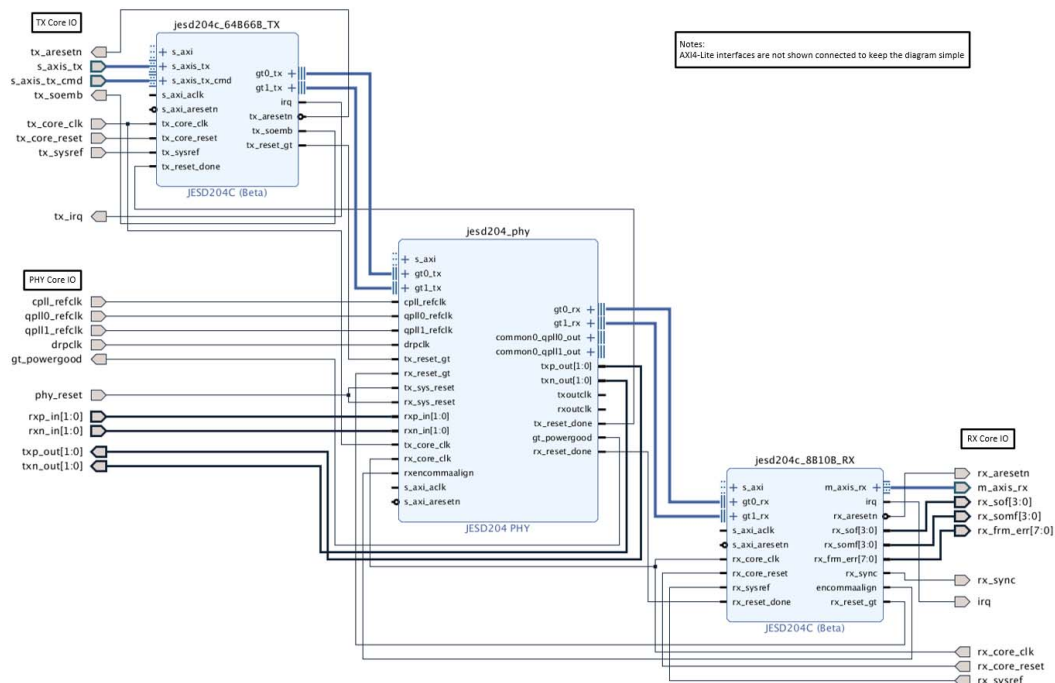 TX Core IO
jesd204c_64B66B_TX
tx_aresetn
s_axis_tx
s_axis_tx_cmd
tx_soemb
tx_core_clk
tx_core_reset
tx_sysref
tx_irq
s_axi
s_axis_tx
s_axis_tx_cmd
s_axi_aclk
s_axi_aresetn
tx_core_clk
tx_core_reset
tx_sysref
tx_reset_done
gt0_tx
gt1_tx
irq
tx_aresetn
tx_soemb
tx_reset_gt
JESD204C (Beta)
Notes:
AXI4-Lite interfaces are not shown connected to keep the diagram simple
PHY Core IO
cpll_refclk
qpll0_refclk
qpll1_refclk
drpclk
gt_powergood
phy_reset
rxp_in[1:0]
rxn_in[1:0]
txp_out[1:0]
txn_out[1:0]
jesd204_phy
s_axi
gt0_tx
gt1_tx
cpll_refclk
qpll0_refclk
qpll1_refclk
drpclk
tx_reset_gt
rx_reset_gt
tx_sys_reset
rx_sys_reset
rxp_in[1:0]
rxn_in[1:0]
tx_core_clk
rx_core_clk
rxencommaalign
s_axi_aclk
s_axi_aresetn
gt0_rx
gt1_rx
common0_qpll0_out
common0_qpll1_out
txp_out[1:0]
txn_out[1:0]
txoutclk
rxoutclk
tx_reset_done
gt_powergood
rx_reset_done
JESD204 PHY
RX Core IO
jesd204c_8B10B_RX
s_axi
gt0_rx
gt1_rx
s_axi_aclk
s_axi_aresetn
rx_core_clk
rx_core_reset
rx_sysref
rx_reset_done
m_axis_rx
irq
rx_aresetn
rx_sof[3:0]
rx_somf[3:0]
rx_frm_err[7:0]
rx_sync
encommaalign
rx_reset_gt
JESD204C (Beta)
rx_aresetn
m_axis_rx
rx_sof[3:0]
rx_somf[3:0]
rx_frm_err[7:0]
rx_sync
irq
rx_core_clk
rx_core_reset
rx_sysref